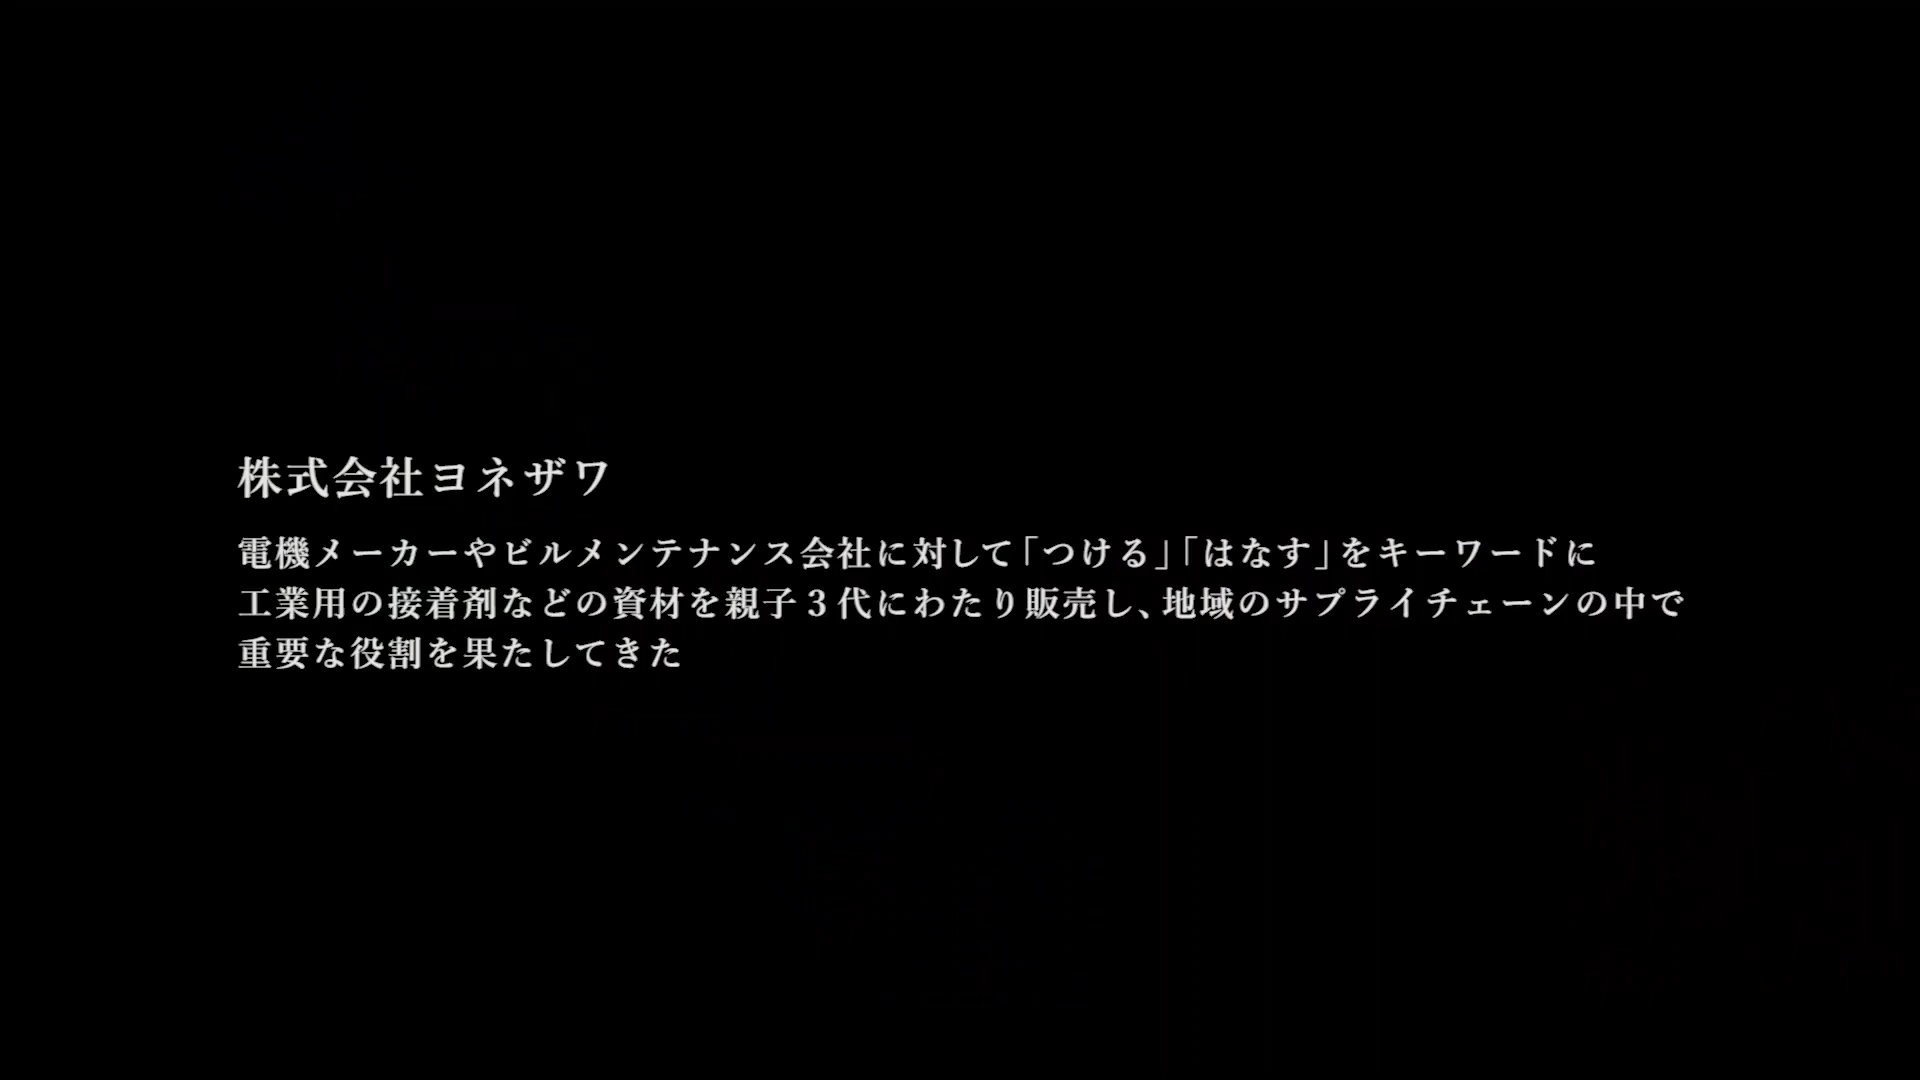 株式会社ヨネザワ
電機メーカーやビルメンテナンス会社に対して｢つける｣｢はなす｣をキーワードに
工業用の接着剤などの資材を親子３代にわたり販売し､地域のサプライチェーンの中で
重要な役割を果たしてきた